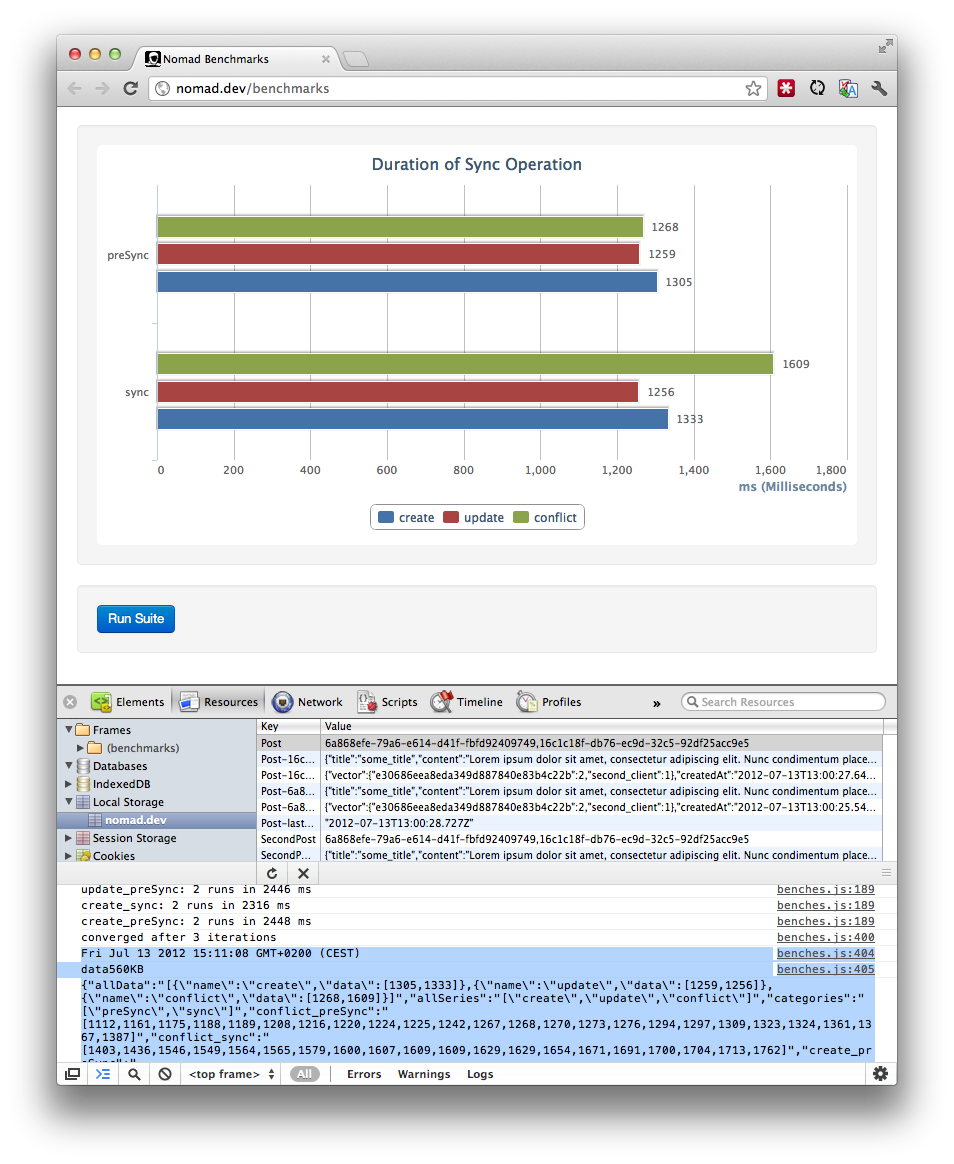 Nomad Benchmarks
nomad.dev/benchmarks
Duration of Sync Operation
preSync
1268
1259
1305
sync
1609
1256
1333
0 200 400 600 800 1,000 1,200 1,400 1,600 1,800
ms (Milliseconds)
create update conflict
Run Suite
Elements Resources Network Scripts Timeline Profiles » Search Resources
Frames
(benchmarks)
Databases
IndexedDB
Local Storage
nomad.dev
Session Storage
Cookies
Key Value
Post 6a868efe-79a6-e614-d41f-fbfd92409749,16c1c18f-db76-ec9d-32c5-92df25acc9e5
Post-16c... {"title":"some_title","content":"Lorem ipsum dolor sit amet, consectetur adipiscing elit. Nunc condimentum place...
Post-16c... {"vector":{"e30686eea8eda349d887840e83b4c22b":2,"second_client":1},"createdAt":"2012-07-13T13:00:27.64...
Post-6a8... {"title":"some_title","content":"Lorem ipsum dolor sit amet, consectetur adipiscing elit. Nunc condimentum place...
Post-6a8... {"vector":{"e30686eea8eda349d887840e83b4c22b":2,"second_client":1},"createdAt":"2012-07-13T13:00:25.54...
Post-last... "2012-07-13T13:00:28.727Z"
SecondPost 6a868efe-79a6-e614-d41f-fbfd92409749,16c1c18f-db76-ec9d-32c5-92df25acc9e5
SecondP... {"title":"some_title","content":"Lorem ipsum dolor sit amet, consectetur adipiscing elit. Nunc condimentum place...
update_preSync: 2 runs in 2446 ms benches.js:189
create_sync: 2 runs in 2316 ms benches.js:189
create_preSync: 2 runs in 2448 ms benches.js:189
converged after 3 iterations benches.js:400
Fri Jul 13 2012 15:11:08 GMT+0200 (CEST) benches.js:404
data560KB benches.js:405
{"allData":"[{\"name\":\"create\",\"data\":[1305,1333]},{\"name\":\"update\",\"data\":[1259,1256]},
{\"name\":\"conflict\",\"data\":[1268,1609]}]","allSeries":"[\"create\",\"update\",\"conflict\"]","categories":"
[\"preSync\",\"sync\"]","conflict_preSync":"
[1112,1161,1175,1188,1189,1208,1216,1220,1224,1225,1242,1267,1268,1270,1273,1276,1294,1297,1309,1323,1324,1361,13
67,1387]","conflict_sync":"
[1403,1436,1546,1549,1564,1565,1579,1600,1607,1609,1609,1629,1629,1654,1671,1691,1700,1704,1713,1762]","create_pr
<top frame> All Errors Warnings Logs